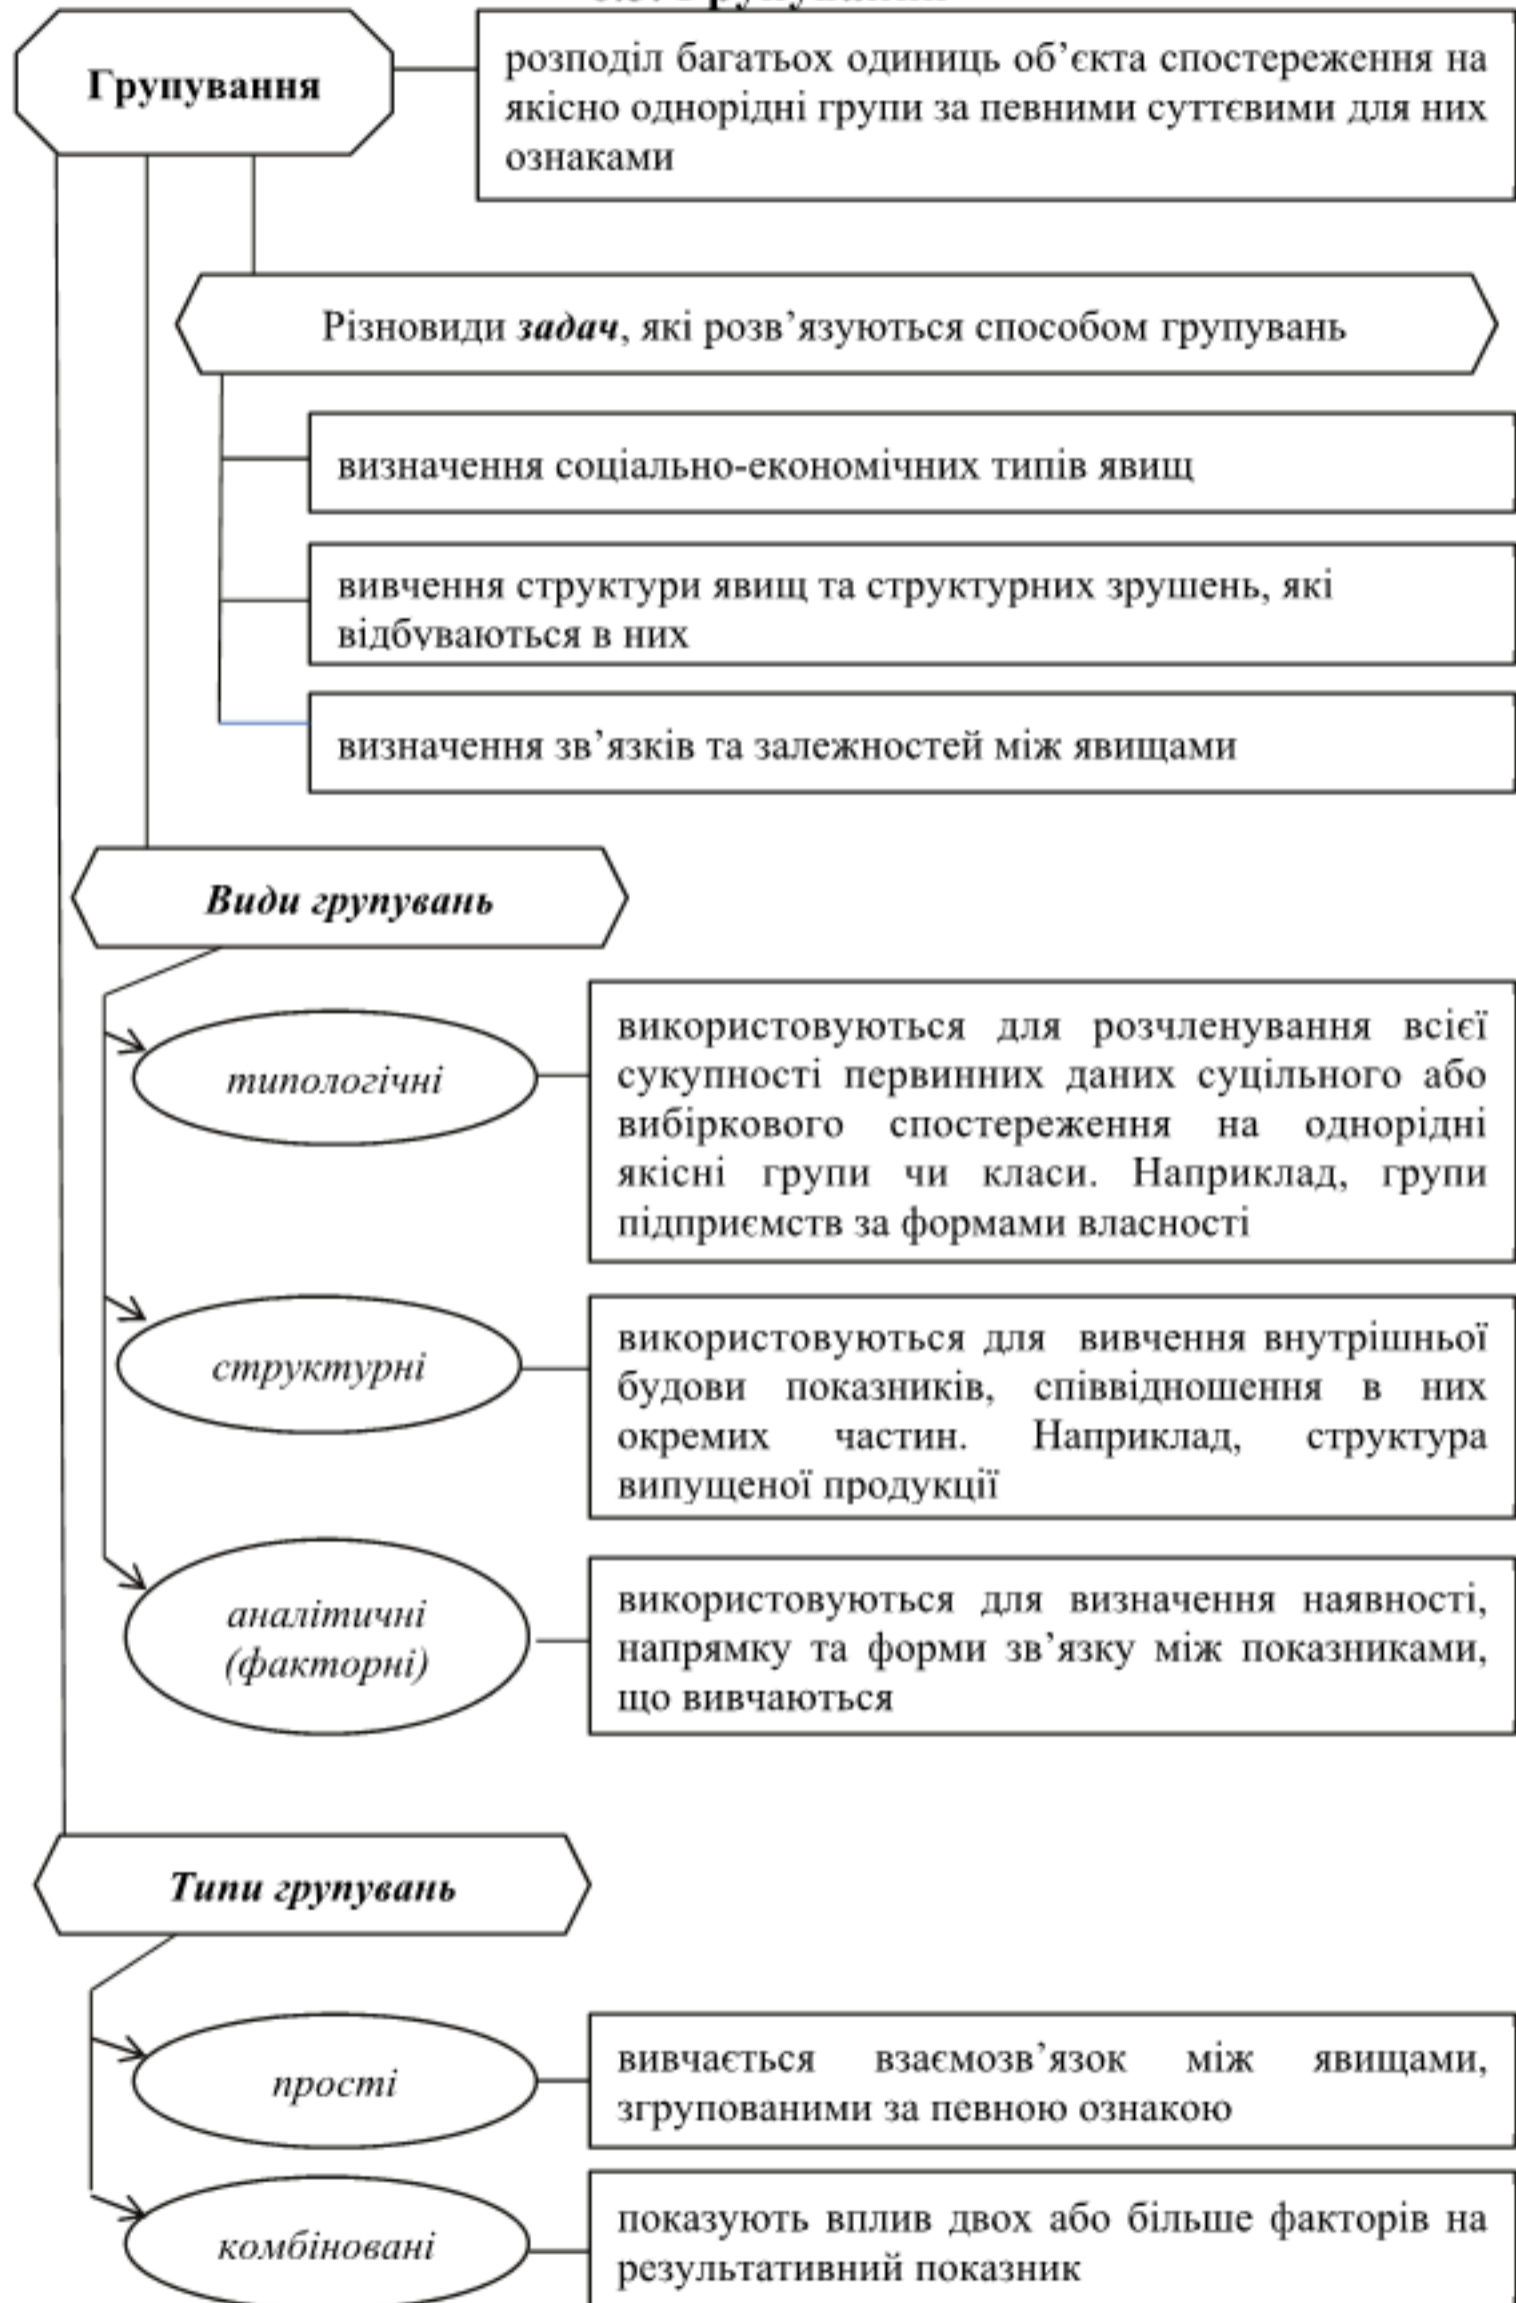 Групування
розподіл багатьох одиниць об’єкта спостереження на
якісно однорідні групи за певними суттєвими для них
ознаками
Різновиди задач, які розв’язуються способом групувань
визначення соціально-економічних типів явищ
вивчення структури явищ та структурних зрушень, які
відбуваються в них
визначення зв’язків та залежностей між явищами
Види групувань
типологічні
використовуються для розчленування всієї
сукупності первинних даних суцільного або
вибіркового спостереження на однорідні
якісні групи чи класи. Наприклад, групи
підприємств за формами власності
структурні
використовуються для вивчення внутрішньої
будови показників, співвідношення в них
окремих частин. Наприклад, структура
випущеної продукції
аналітичні
(факторні)
використовуються для визначення наявності,
напрямку та форми зв’язку між показниками,
що вивчаються
Типи групувань
прості
вивчається взаємозв’язок між явищами,
згрупованими за певною ознакою
комбіновані
показують вплив двох або більше факторів на
результативний показник